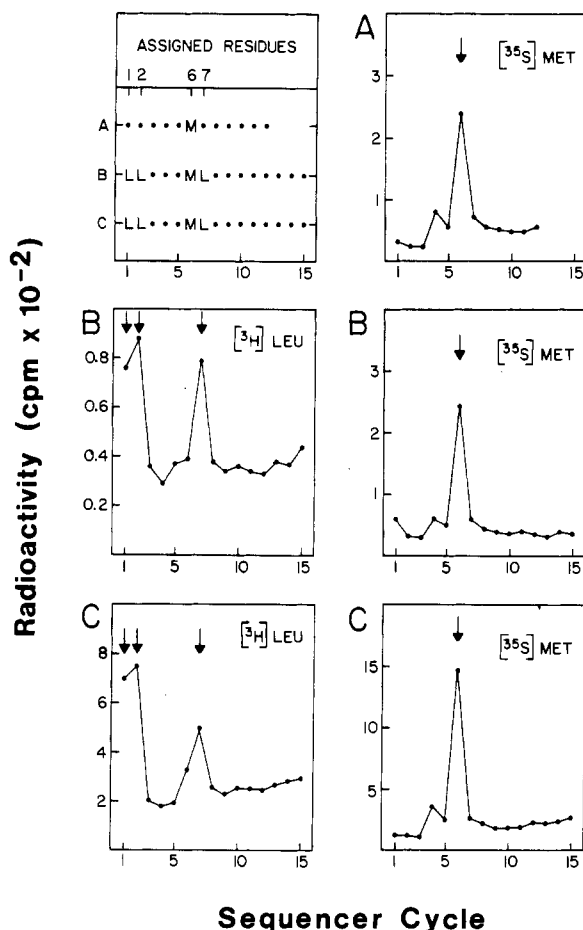 ASSIGNED RESIDUES
1 2 6 7
A M
B L L M L
C L L M L
1 5 10 15
A
[35S] MET
3
2
1
1 5 10 15
B
[3H] LEU
0.8
0.6
0.4
0.2
1 5 10 15
B
[35S] MET
3
2
1
1 5 10 15
C
[3H] LEU
8
6
4
2
1 5 10 15
C
[35S] MET
15
10
5
1 5 10 15
Radioactivity (cpm x 10-2)
Sequencer Cycle